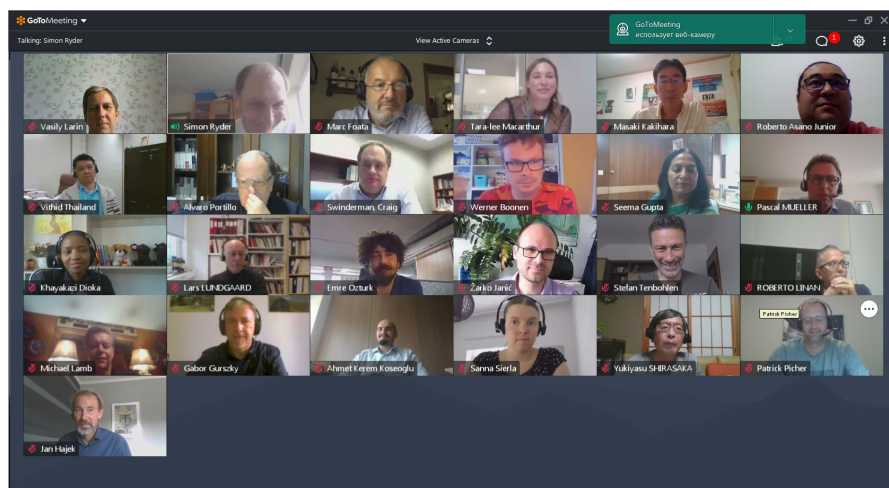 GoToMeeting
GoToMeeting
использует веб-камеру
Talking: Simon Ryder
View Active Cameras
1
Vasily Larin
Simon Ryder
Marc Foata
Tara-lee Macarthur
Masaki Kakihara
Roberto Asano Junior
Vithid Thailand
Alvaro Portillo
Swinderman, Craig
Werner Boonen
Seema Gupta
Pascal MUELLER
Khayakazi Dioka
Lars LUNDGAARD
Emre Ozturk
Žarko Janić
Stefan Tenbohlen
ROBERTO LINAN
Patrick Picher
Michael Lamb
Gabor Gurszky
Ahmet Kerem Koseoglu
Sanna Sierla
Yukiyasu SHIRASAKA
Patrick Picher
Jan Hajek